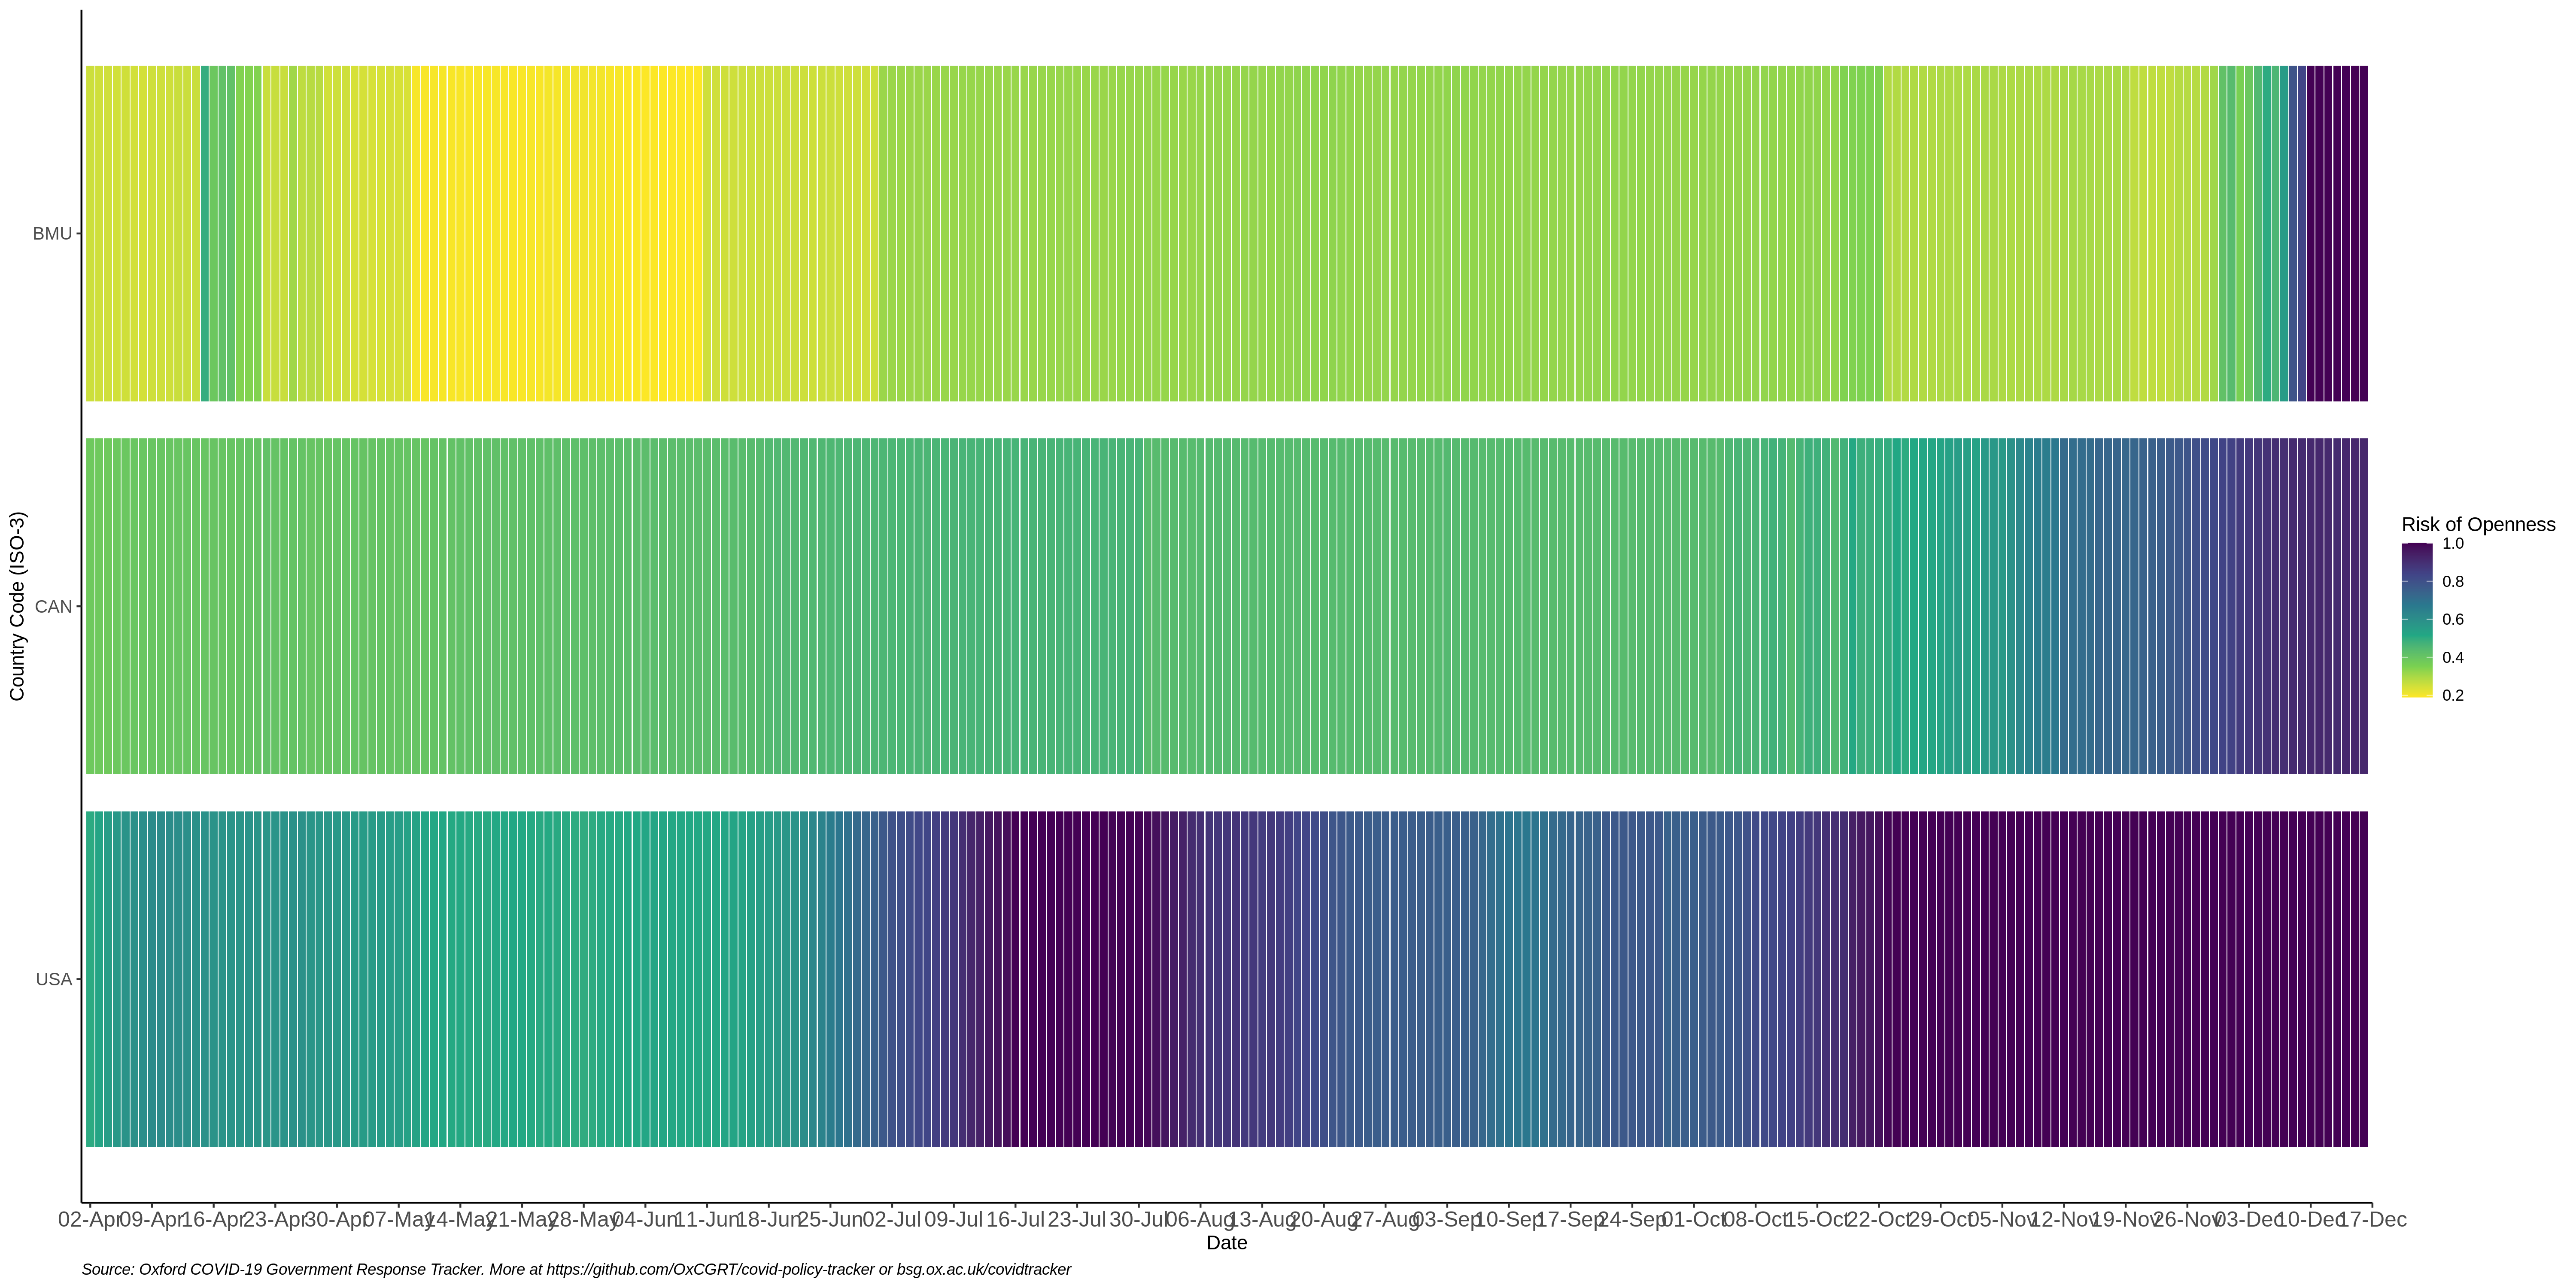 BMU
CAN
USA
Country Code (ISO-3)
Risk of Openness
1.0
0.8
0.6
0.4
0.2
02-Apr 09-Apr 16-Apr 23-Apr 30-Apr 07-May 14-May 21-May 28-May 04-Jun 11-Jun 18-Jun 25-Jun 02-Jul 09-Jul 16-Jul 23-Jul 30-Jul 06-Aug 13-Aug 20-Aug 27-Aug 03-Sep 10-Sep 17-Sep 24-Sep 01-Oct 08-Oct 15-Oct 22-Oct 29-Oct 05-Nov 12-Nov 19-Nov 26-Nov 03-Dec 10-Dec 17-Dec
Date
Source: Oxford COVID-19 Government Response Tracker. More at https://github.com/OxCGRT/covid-policy-tracker or bsg.ox.ac.uk/covidtracker